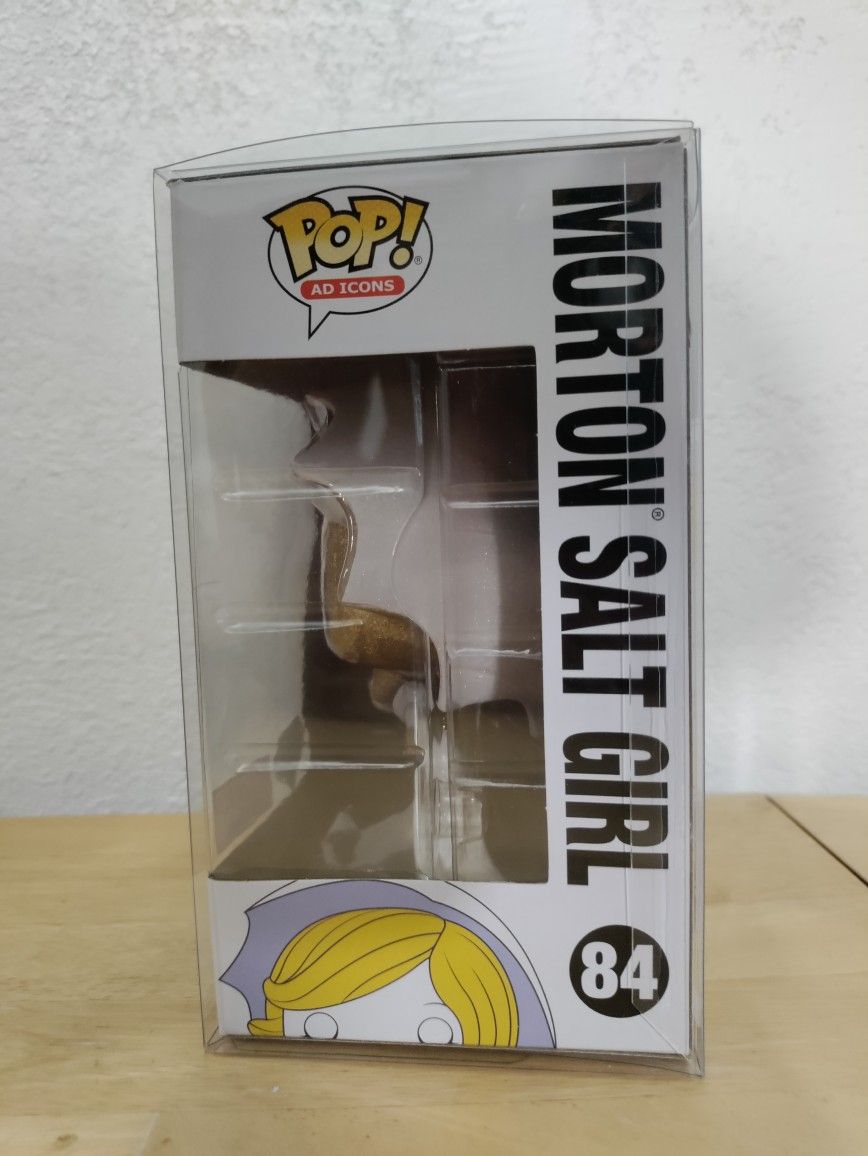 POP!®
AD ICONS
MORTON® SALT GIRL
84